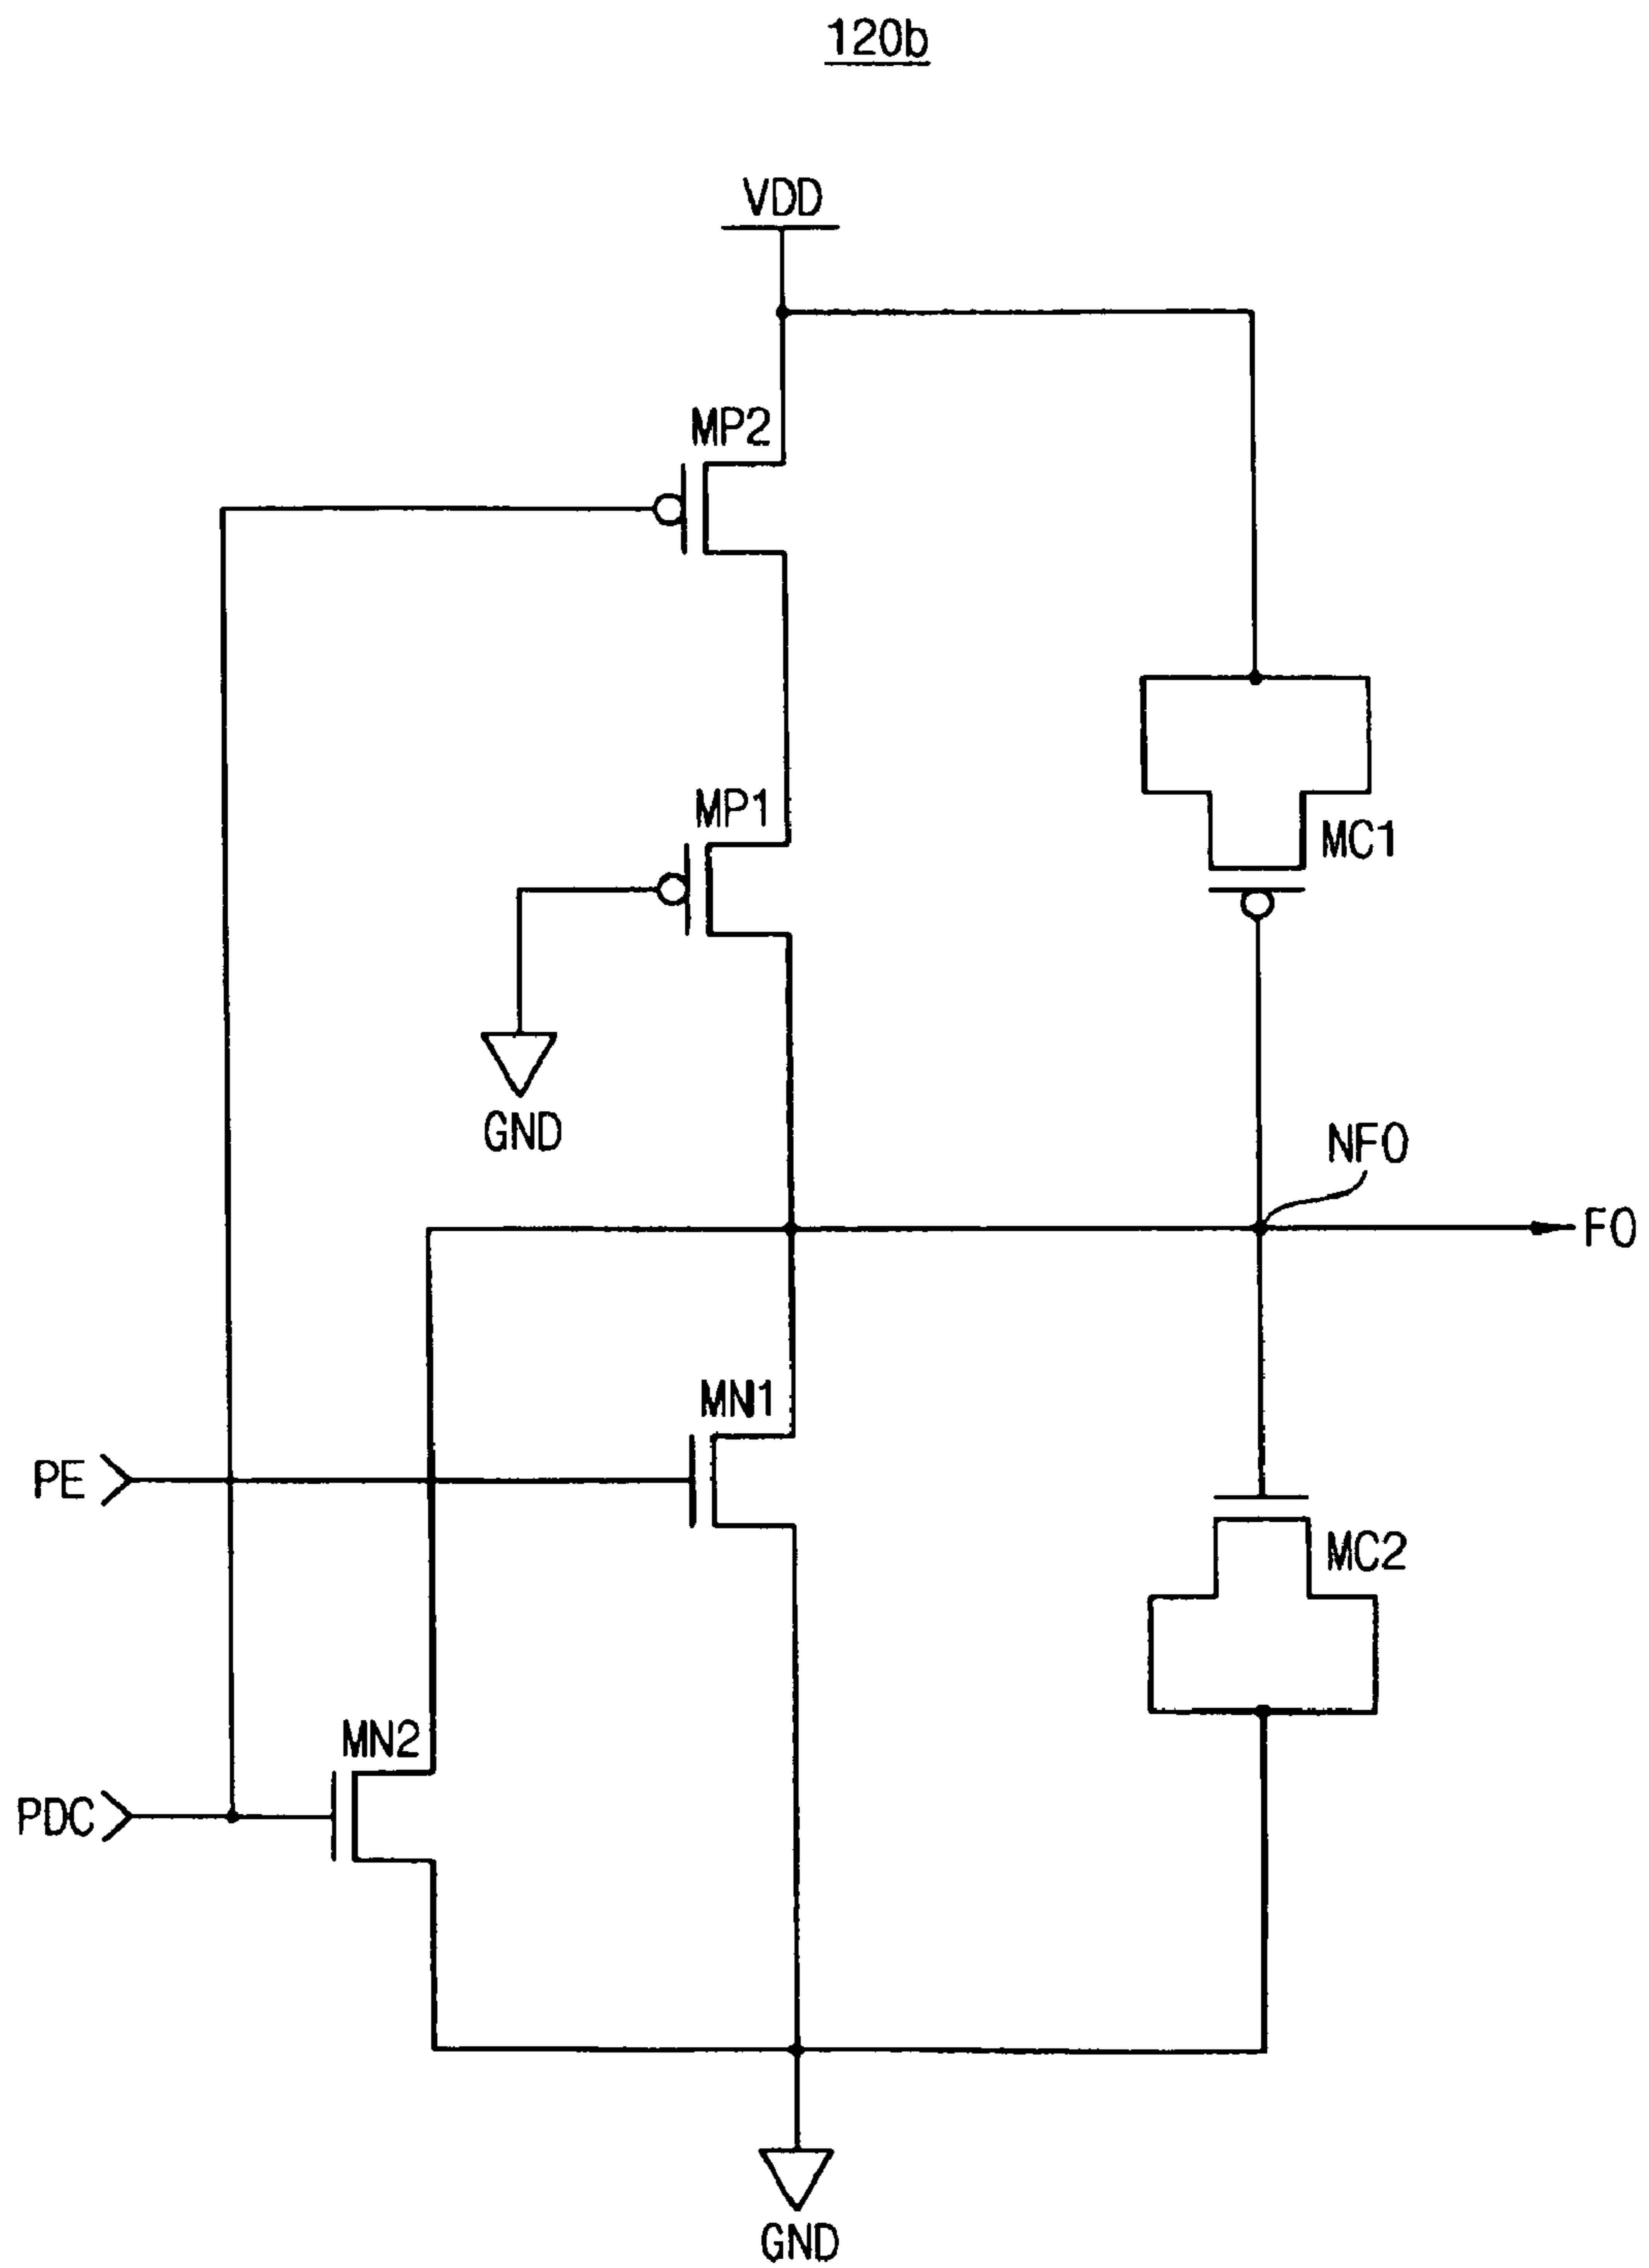 120b
VDD
MP2
MP1
MC1
GND
NFO
FO
MN1
PE
MC2
MN2
PDC
GND